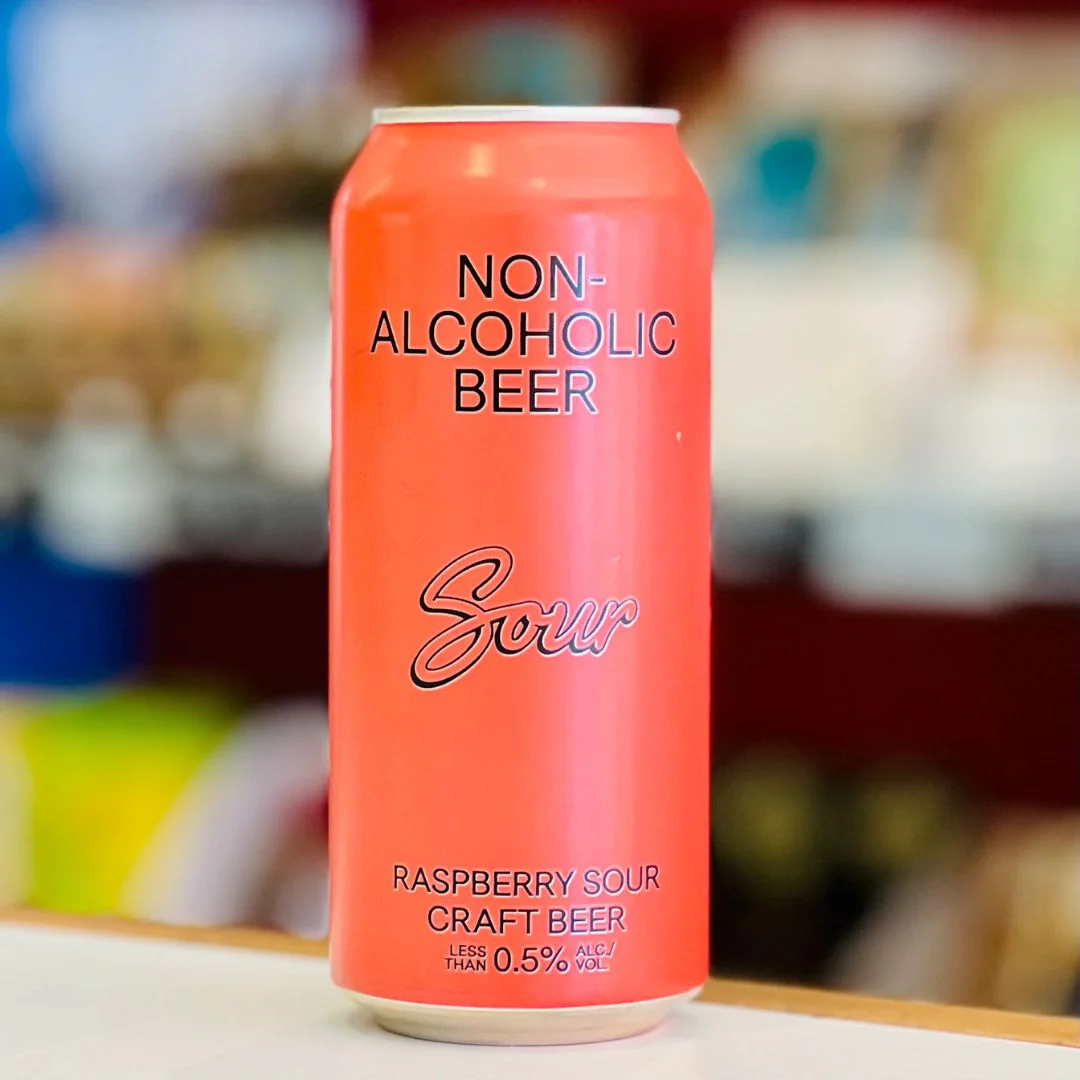 NON-
ALCOHOLIC
BEER
Sour
RASPBERRY SOUR
CRAFT BEER
LESS THAN 0.5% ALC./VOL.